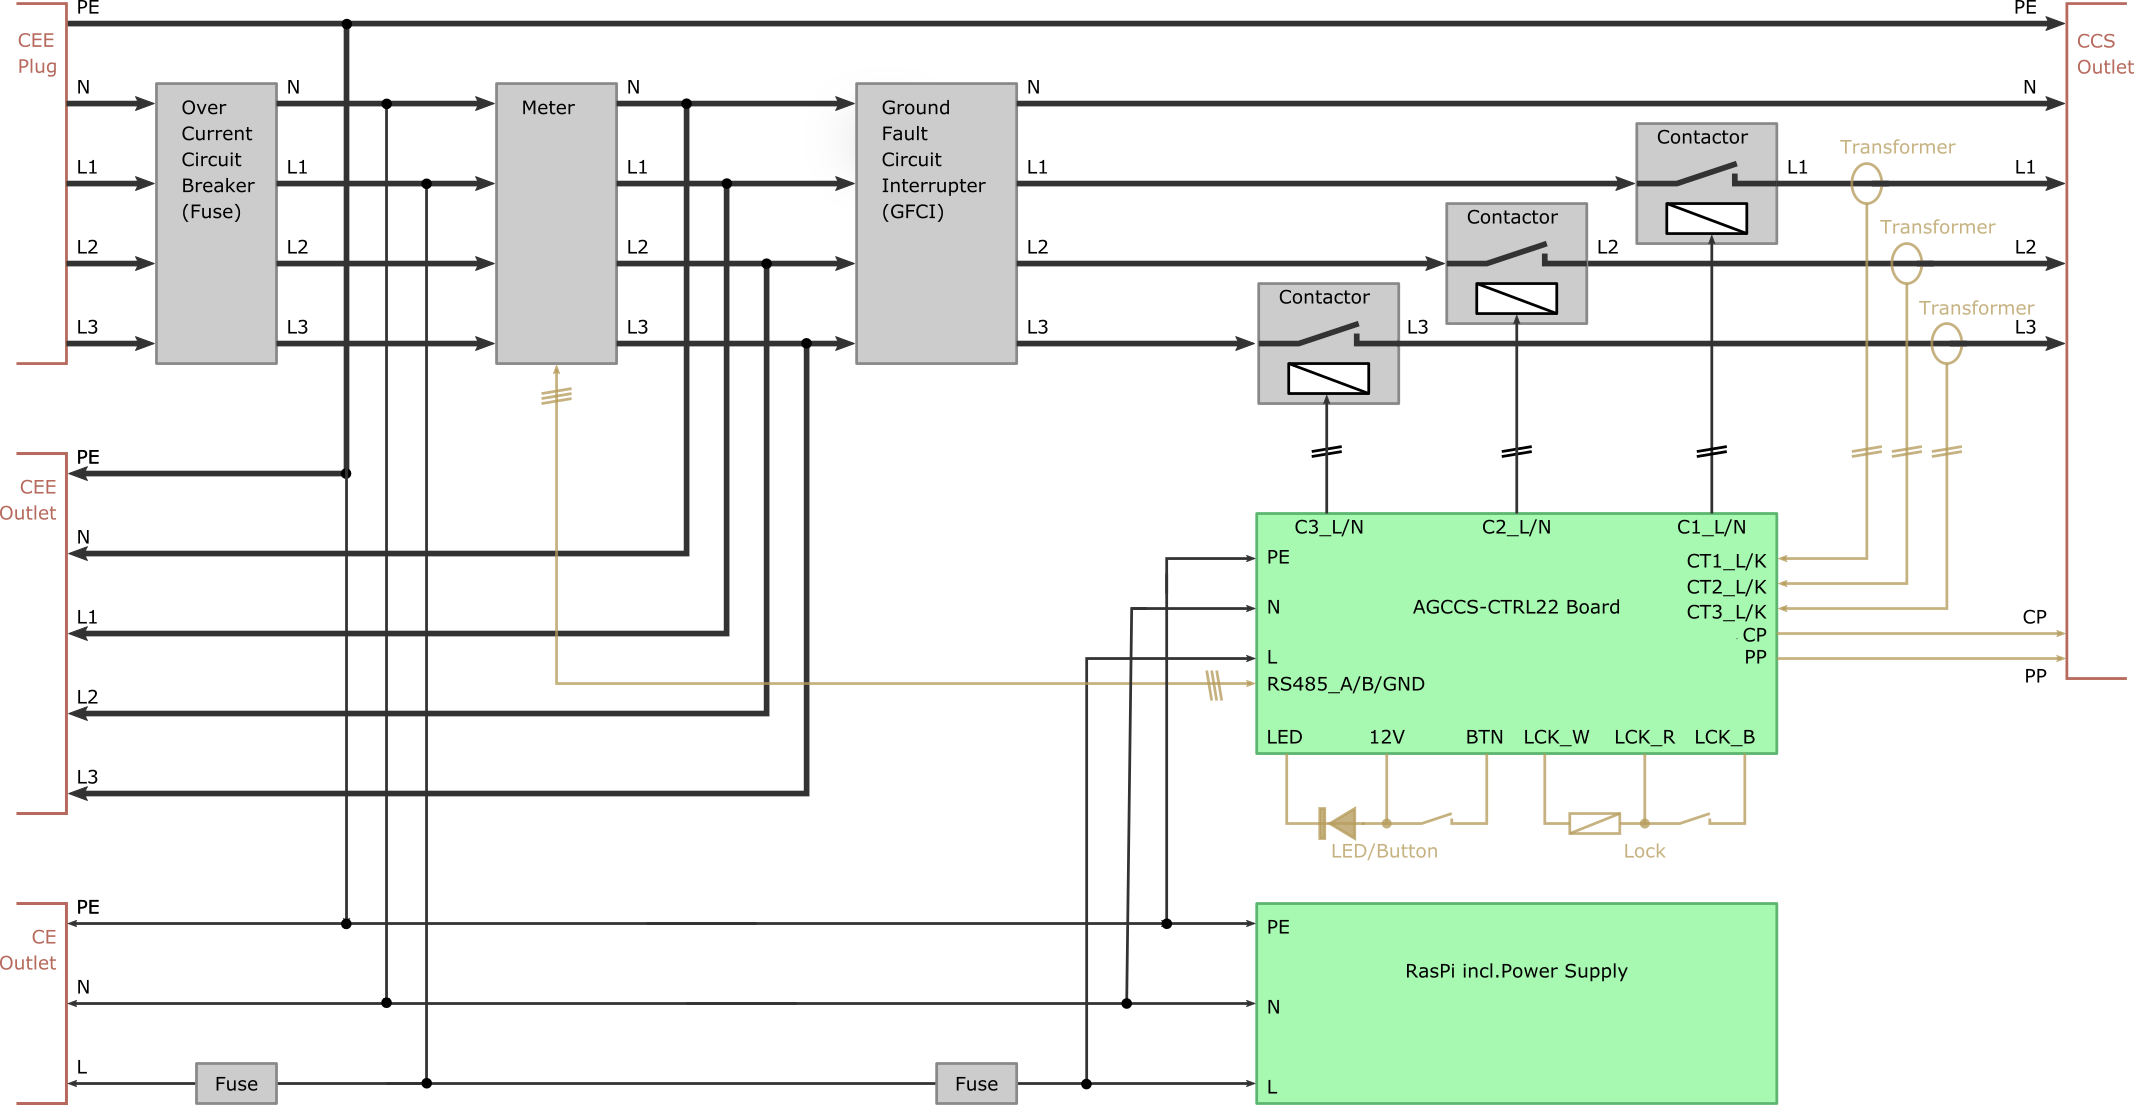 PE
PE
CEE
Plug
CCS
Outlet
N
N
N
N
N
Over
Current
Circuit
Breaker
(Fuse)
Meter
Ground
Fault
Circuit
Interrupter
(GFCI)
Contactor
Transformer
L1
L1
L1
L1
L1
L1
Contactor
Transformer
L2
L2
L2
L2
L2
L2
Contactor
Transformer
L3
L3
L3
L3
L3
L3
PE
CEE
Outlet
N
L1
L2
L3
C3_L/N
C2_L/N
C1_L/N
PE
CT1_L/K
CT2_L/K
N
AGCCS-CTRL22 Board
CT3_L/K
CP
CP
L
PP
PP
RS485_A/B/GND
LED
12V
BTN
LCK_W
LCK_R
LCK_B
LED/Button
Lock
PE
CE
Outlet
N
L
Fuse
Fuse
PE
RasPi incl.Power Supply
N
L